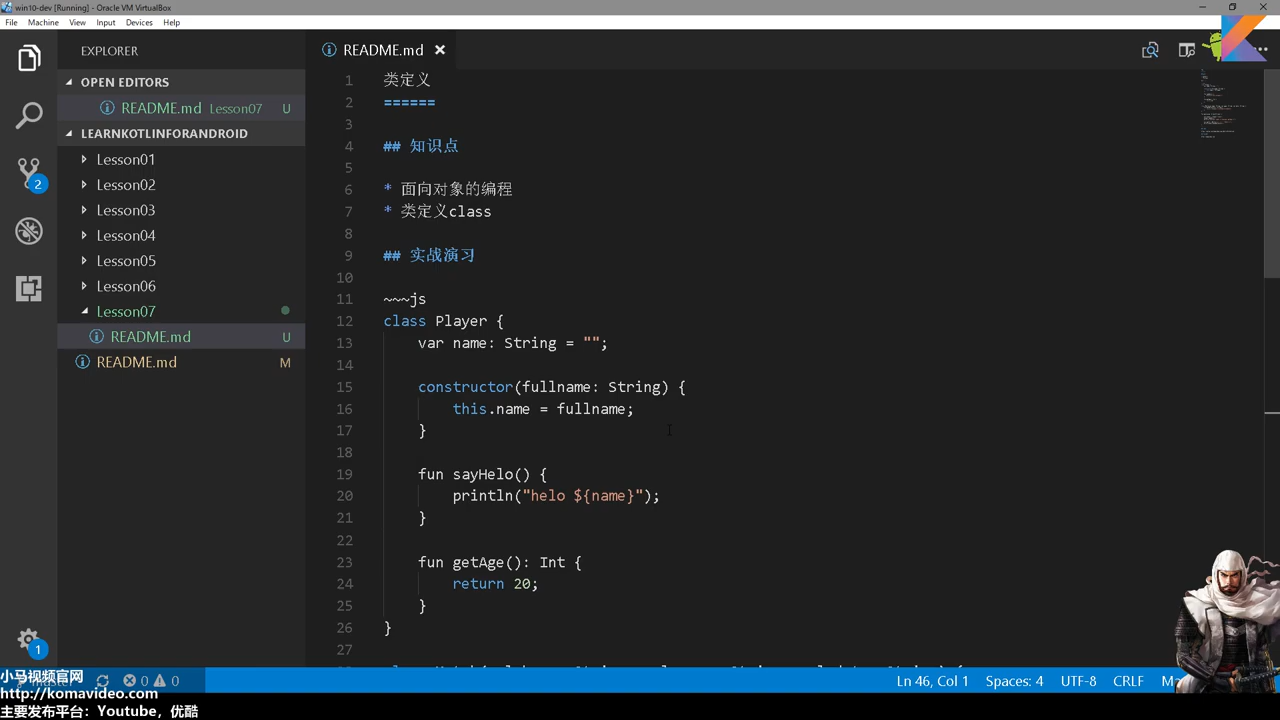 win10-dev [Running] - Oracle VM VirtualBox
File Machine View Input Devices Help
EXPLORER
OPEN EDITORS
README.md Lesson07 U
LEARNKOTLINFORANDROID
Lesson01
Lesson02
Lesson03
Lesson04
Lesson05
Lesson06
Lesson07
README.md U
README.md M
2
1
README.md
1 类定义
2 ======
3
4 ## 知识点
5
6 * 面向对象的编程
7 * 类定义class
8
9 ## 实战演习
10
11 ~~~js
12 class Player {
13 var name: String = "";
14
15 constructor(fullname: String) {
16 this.name = fullname;
17 }
18
19 fun sayHelo() {
20 println("helo ${name}");
21 }
22
23 fun getAge(): Int {
24 return 20;
25 }
26 }
27
0 0
Ln 46, Col 1 Spaces: 4 UTF-8 CRLF
小马视频官网
http://komavideo.com
主要发布平台：Youtube，优酷